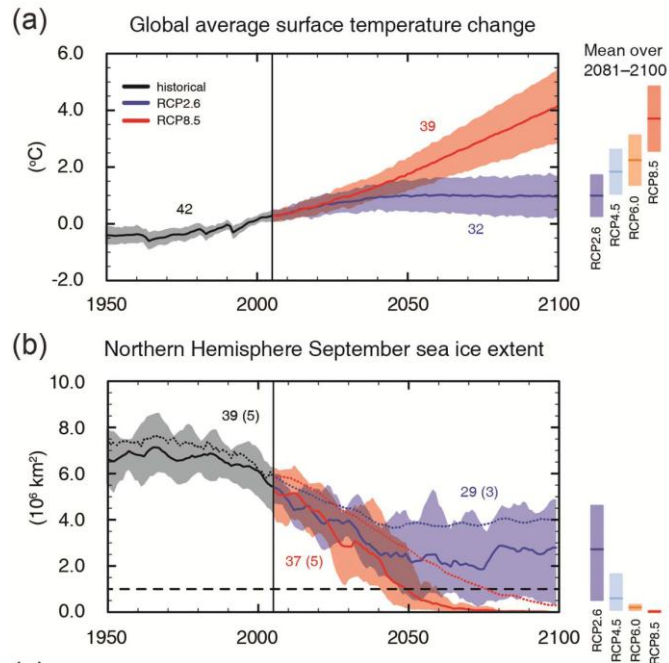 (a)
Global average surface temperature change
6.0
4.0
2.0
0.0
-2.0
(°C)
historical
RCP2.6
RCP8.5
42
39
32
1950
2000
2050
2100
Mean over
2081–2100
RCP2.6
RCP4.5
RCP6.0
RCP8.5
(b)
Northern Hemisphere September sea ice extent
10.0
8.0
6.0
4.0
2.0
0.0
(10⁶ km²)
39 (5)
29 (3)
37 (5)
1950
2000
2050
2100
RCP2.6
RCP4.5
RCP6.0
RCP8.5